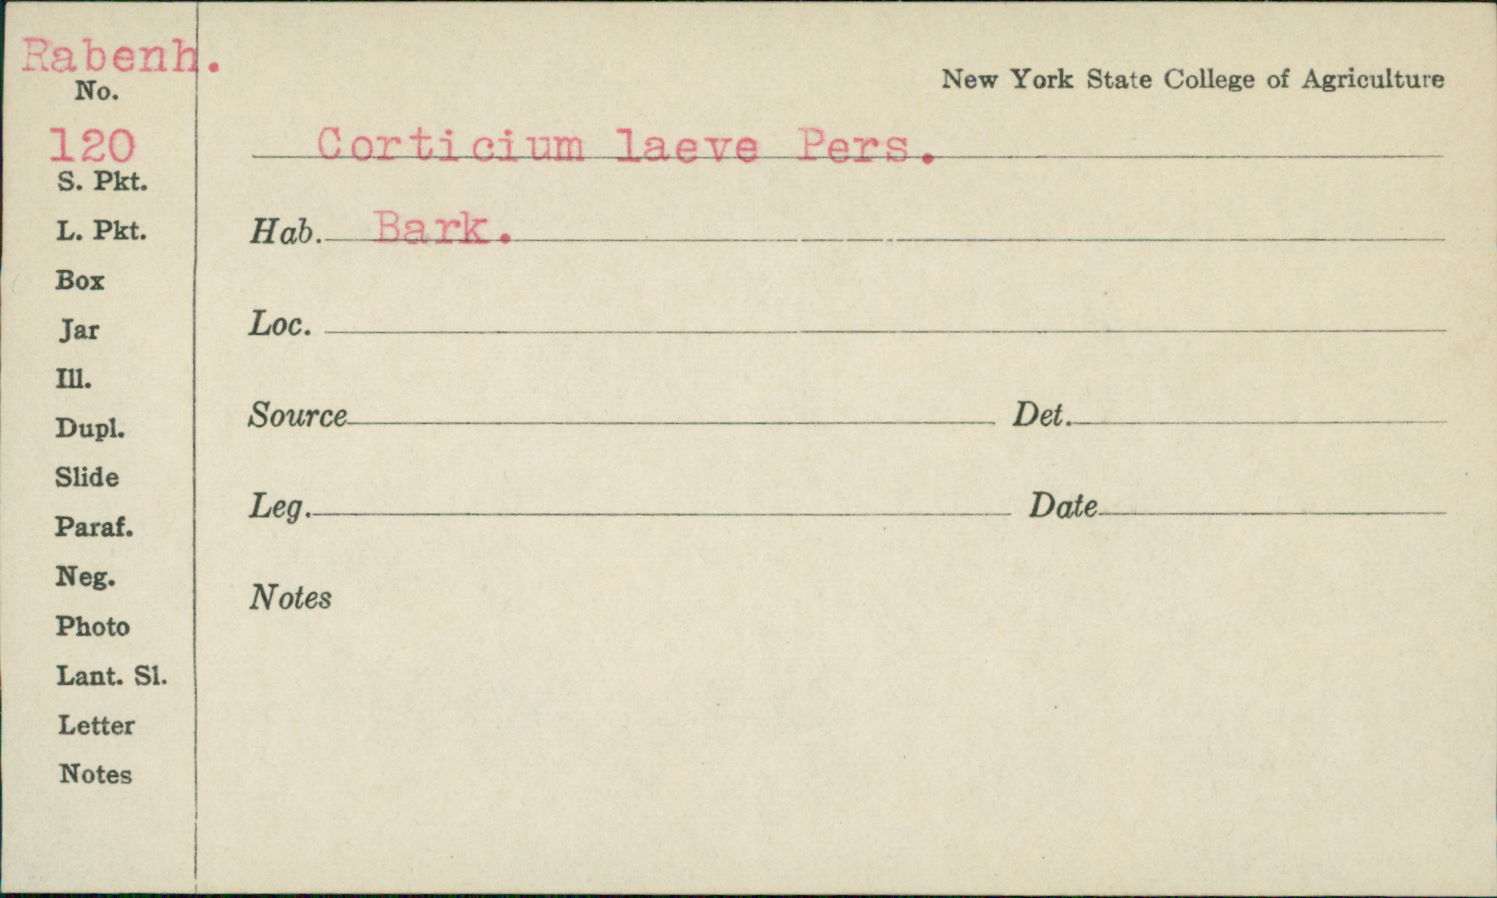 Rabenh.
No.
120
S. Pkt.
L. Pkt.
Box
Jar
Ill.
Dupl.
Slide
Paraf.
Neg.
Photo
Lant. Sl.
Letter
Notes
New York State College of Agriculture
Corticium laeve Pers.
Hab. Bark.
Loc.
Source Det.
Leg. Date
Notes